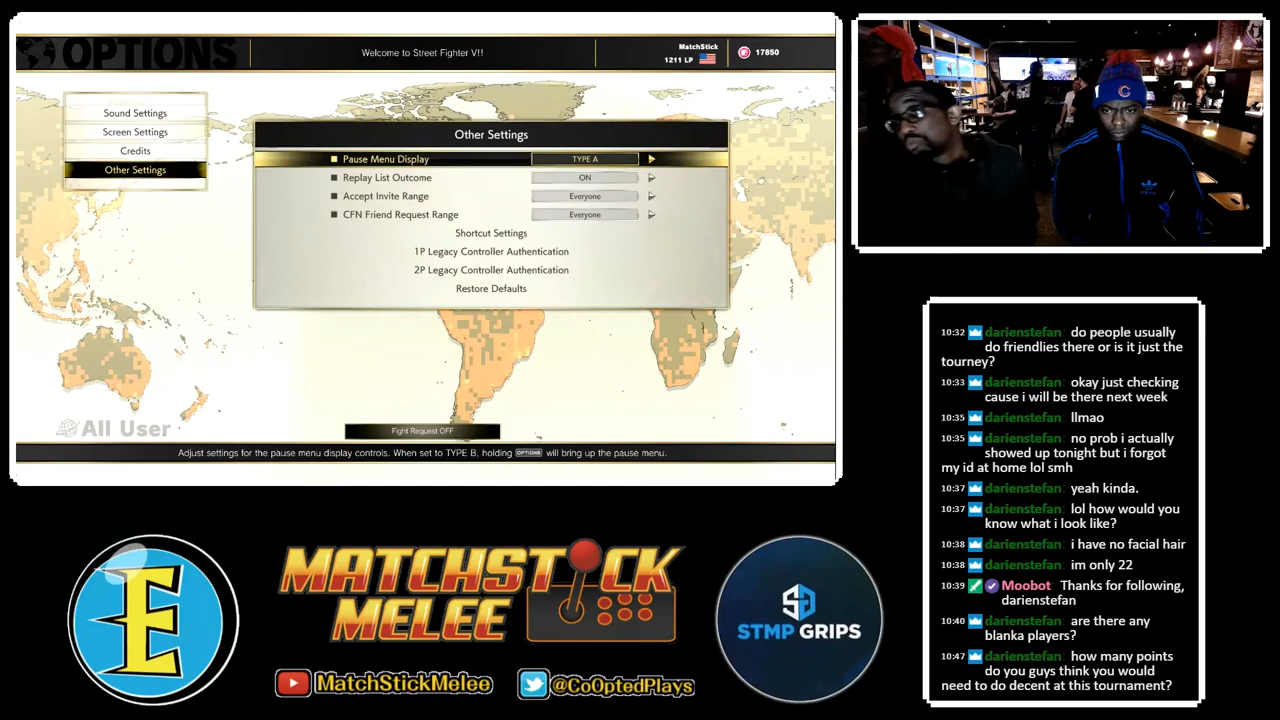 OPTIONS
Welcome to Street Fighter V!!
MatchStick
1211 LP
17850
Sound Settings
Screen Settings
Credits
Other Settings
Other Settings
Pause Menu Display TYPE A
Replay List Outcome ON
Accept Invite Range Everyone
CFN Friend Request Range Everyone
Shortcut Settings
1P Legacy Controller Authentication
2P Legacy Controller Authentication
Restore Defaults
All User
Fight Request OFF
Adjust settings for the pause menu display controls. When set to TYPE B, holding OPTIONS will bring up the pause menu.
C
adidas
10:32 darienstefan: do people usually
do friendlies there or is it just the
tourney?
10:33 darienstefan: okay just checking
cause i will be there next week
10:35 darienstefan: llmao
10:35 darienstefan: no prob i actually
showed up tonight but i forgot
my id at home lol smh
10:37 darienstefan: yeah kinda.
10:37 darienstefan: lol how would you
know what i look like?
10:38 darienstefan: i have no facial hair
10:38 darienstefan: im only 22
10:39 Moobot: Thanks for following,
darienstefan
10:40 darienstefan: are there any
blanka players?
10:47 darienstefan: how many points
do you guys think you would
need to do decent at this tournament?
E
MATCHSTICK
MELEE
MatchStickMelee
@CoOptedPlays
SG
STMP GRIPS